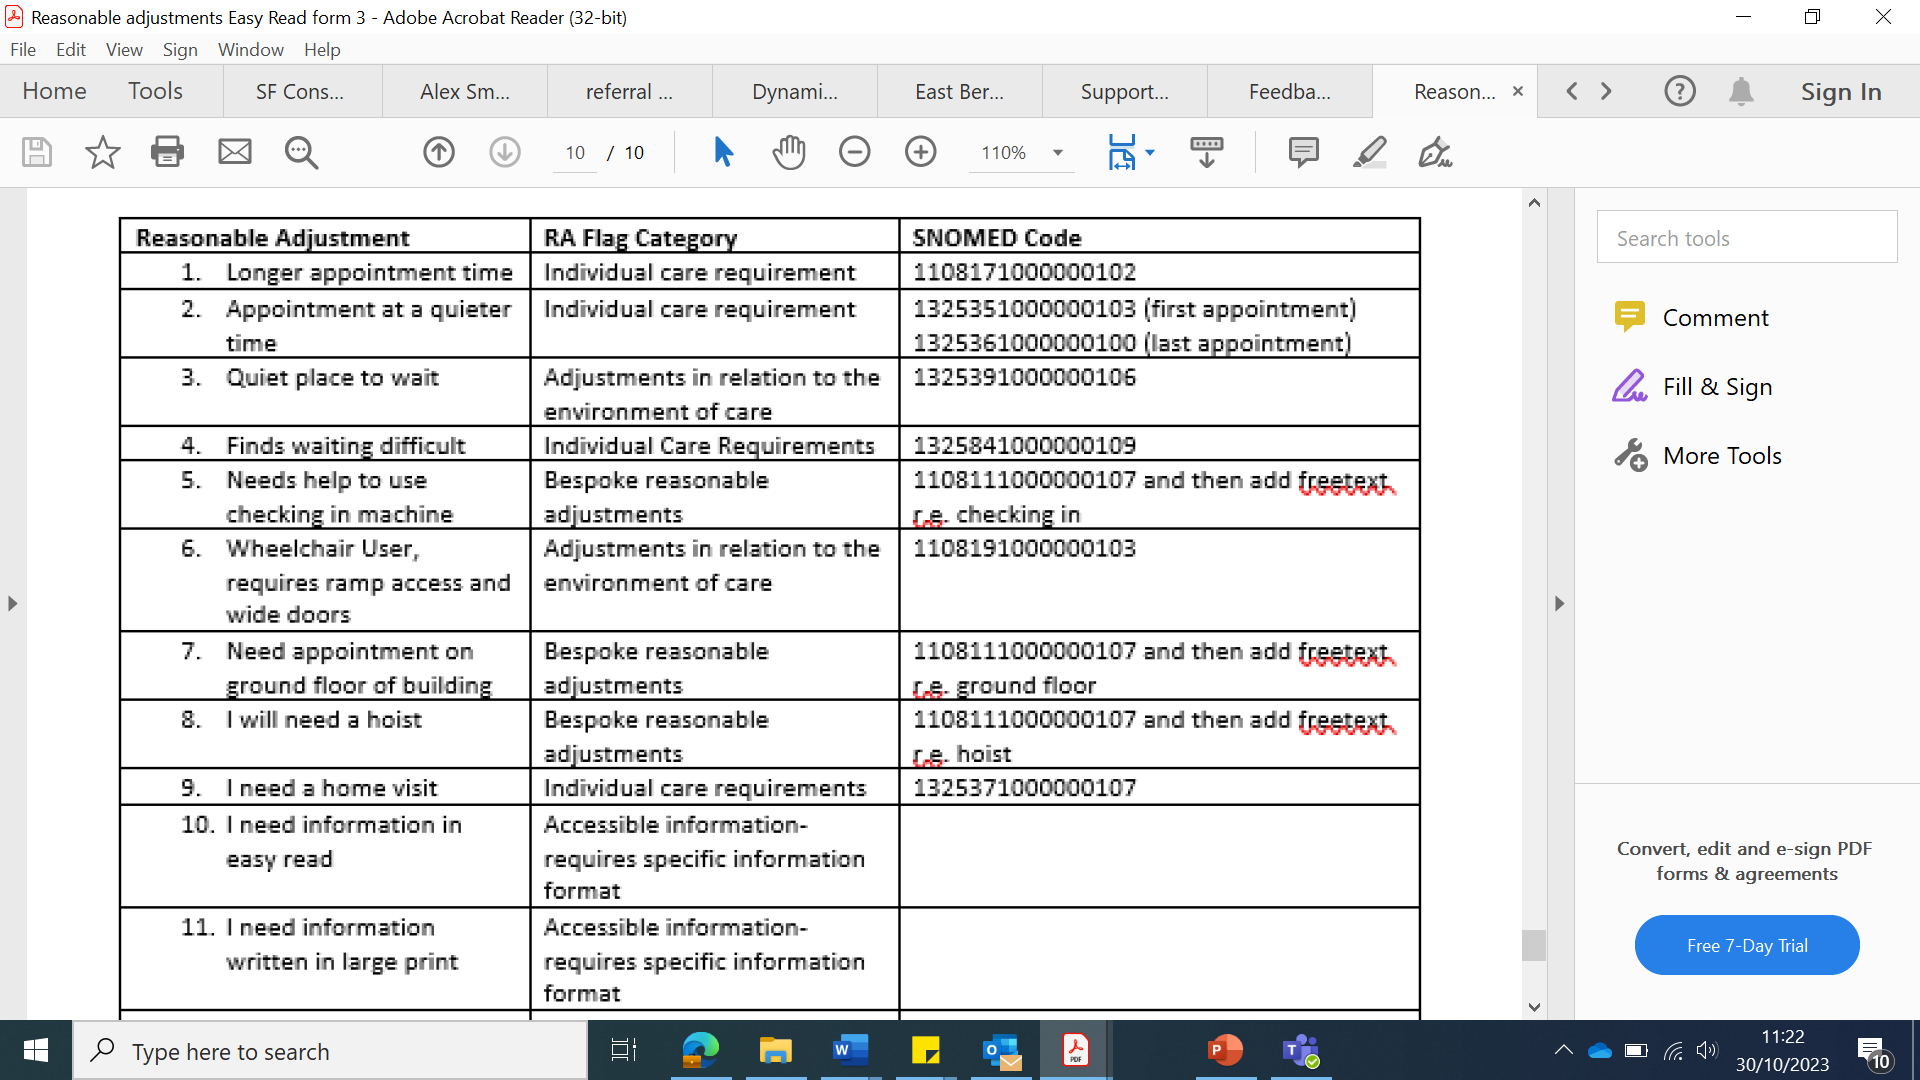 Reasonable adjustments Easy Read form 3 - Adobe Acrobat Reader (32-bit)
File Edit View Sign Window Help
Home Tools SF Cons... Alex Sm... referral ... Dynami... East Ber... Support... Feedba... Reason... Sign In
10 / 10 110%
Reasonable Adjustment RA Flag Category SNOMED Code
1. Longer appointment time Individual care requirement 1108171000000102
2. Appointment at a quieter Individual care requirement 1325351000000103 (first appointment)
time 1325361000000100 (last appointment)
3. Quiet place to wait Adjustments in relation to the 1325391000000106
environment of care
4. Finds waiting difficult Individual Care Requirements 1325841000000109
5. Needs help to use Bespoke reasonable 1108111000000107 and then add freetext
checking in machine adjustments r.e. checking in
6. Wheelchair User, Adjustments in relation to the 1108191000000103
requires ramp access and environment of care
wide doors
7. Need appointment on Bespoke reasonable 1108111000000107 and then add freetext
ground floor of building adjustments r.e. ground floor
8. I will need a hoist Bespoke reasonable 1108111000000107 and then add freetext
adjustments r.e. hoist
9. I need a home visit Individual care requirements 1325371000000107
10. I need information in Accessible information-
easy read requires specific information
format
11. I need information Accessible information-
written in large print requires specific information
format
Search tools
Comment
Fill & Sign
More Tools
Convert, edit and e-sign PDF
forms & agreements
Free 7-Day Trial
Type here to search
11:22
30/10/2023
10